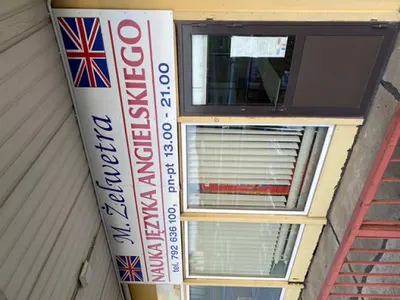 M. Żelwetra
NAUKA JĘZYKA ANGIELSKIEGO
tel. 792 636 100, pn-pt 13.00 - 21.00